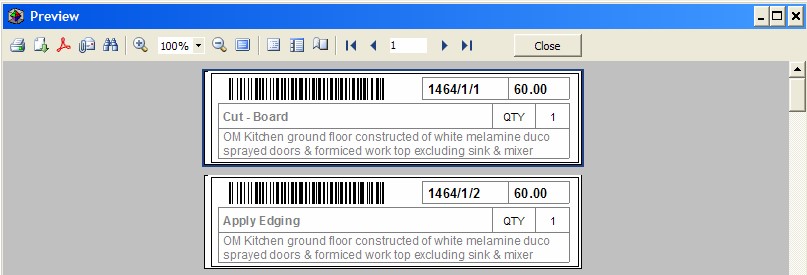 Preview
100% 1 Close
1464/1/1 60.00
Cut - Board QTY 1
OM Kitchen ground floor constructed of white melamine duco
sprayed doors & formiced work top excluding sink & mixer
1464/1/2 60.00
Apply Edging QTY 1
OM Kitchen ground floor constructed of white melamine duco
sprayed doors & formiced work top excluding sink & mixer